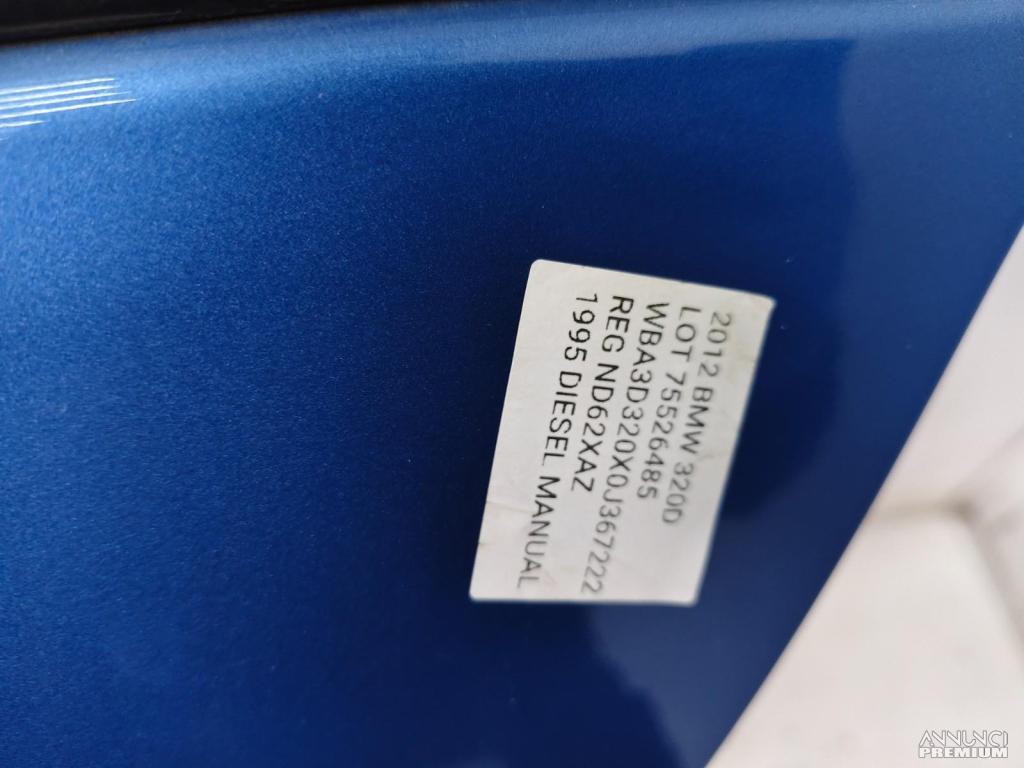 2012 BMW 320D
LOT 75526485
WBA3D320X0J367222
REG ND62XAZ
1995 DIESEL MANUAL
ANNUNCI
PREMIUM